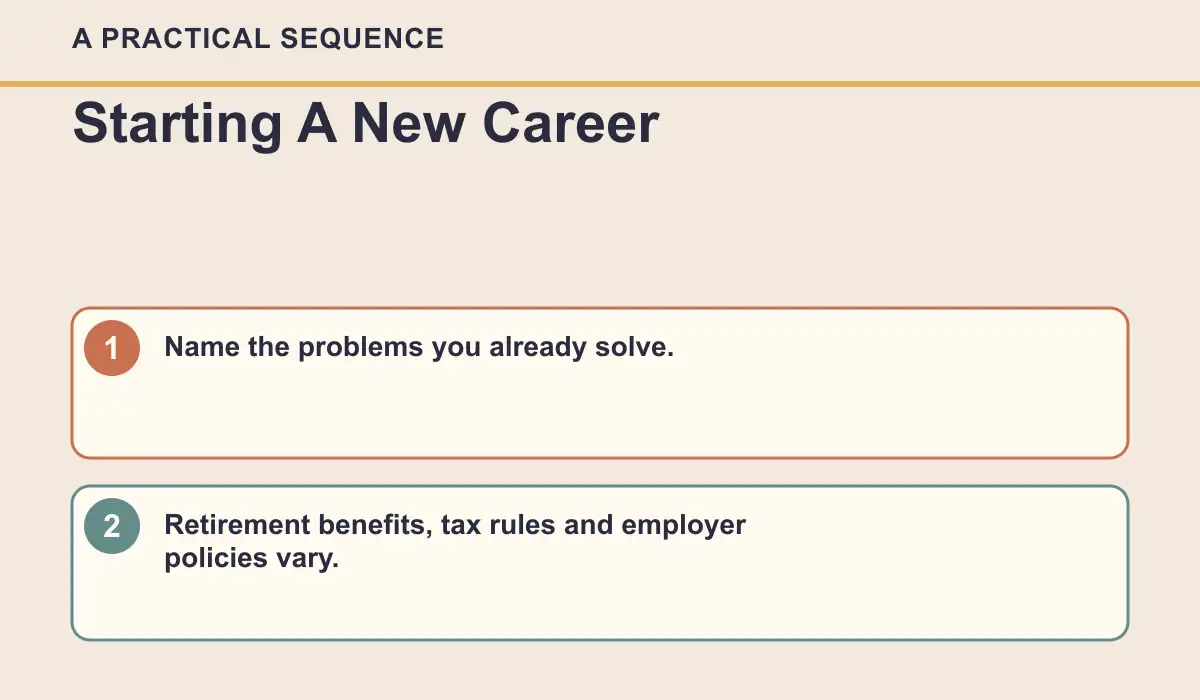 A PRACTICAL SEQUENCE
Starting A New Career
1
Name the problems you already solve.
2
Retirement benefits, tax rules and employer
policies vary.